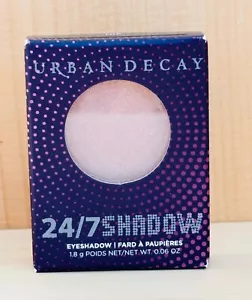 URBAN DECAY
24/7 SHADOW
EYESHADOW | FARD À PAUPIÈRES
1.8 g POIDS NET/NET WT. 0.06 OZ